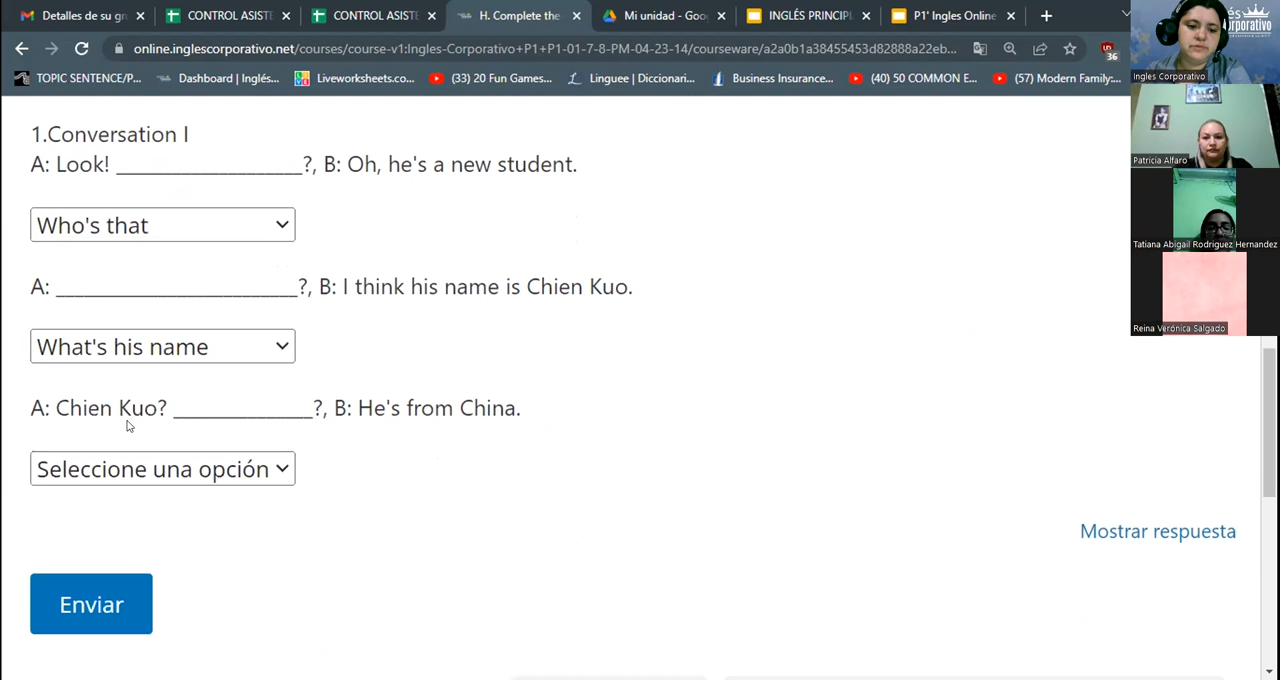 Detalles de su gr
CONTROL ASISTE
CONTROL ASISTE
H. Complete the
Mi unidad - Goo
INGLÉS PRINCIPI
P1' Ingles Online
online.inglescorporativo.net/courses/course-v1:Ingles-Corporativo+P1+P1-01-7-8-PM-04-23-14/courseware/a2a0b1a38455453d82888a22eb...
36
TOPIC SENTENCE/P...
Dashboard | Inglés...
Liveworksheets.co...
(33) 20 Fun Games...
Linguee | Diccionari...
Business Insurance...
(40) 50 COMMON E...
(57) Modern Family:...
Ingles Corporativo
Patricia Alfaro
Tatiana Abigail Rodriguez Hernandez
Reina Verónica Salgado
1.Conversation I
A: Look! ____________________?, B: Oh, he's a new student.
Who's that
A: __________________________?, B: I think his name is Chien Kuo.
What's his name
A: Chien Kuo? _______________?, B: He's from China.
Seleccione una opción
Mostrar respuesta
Enviar